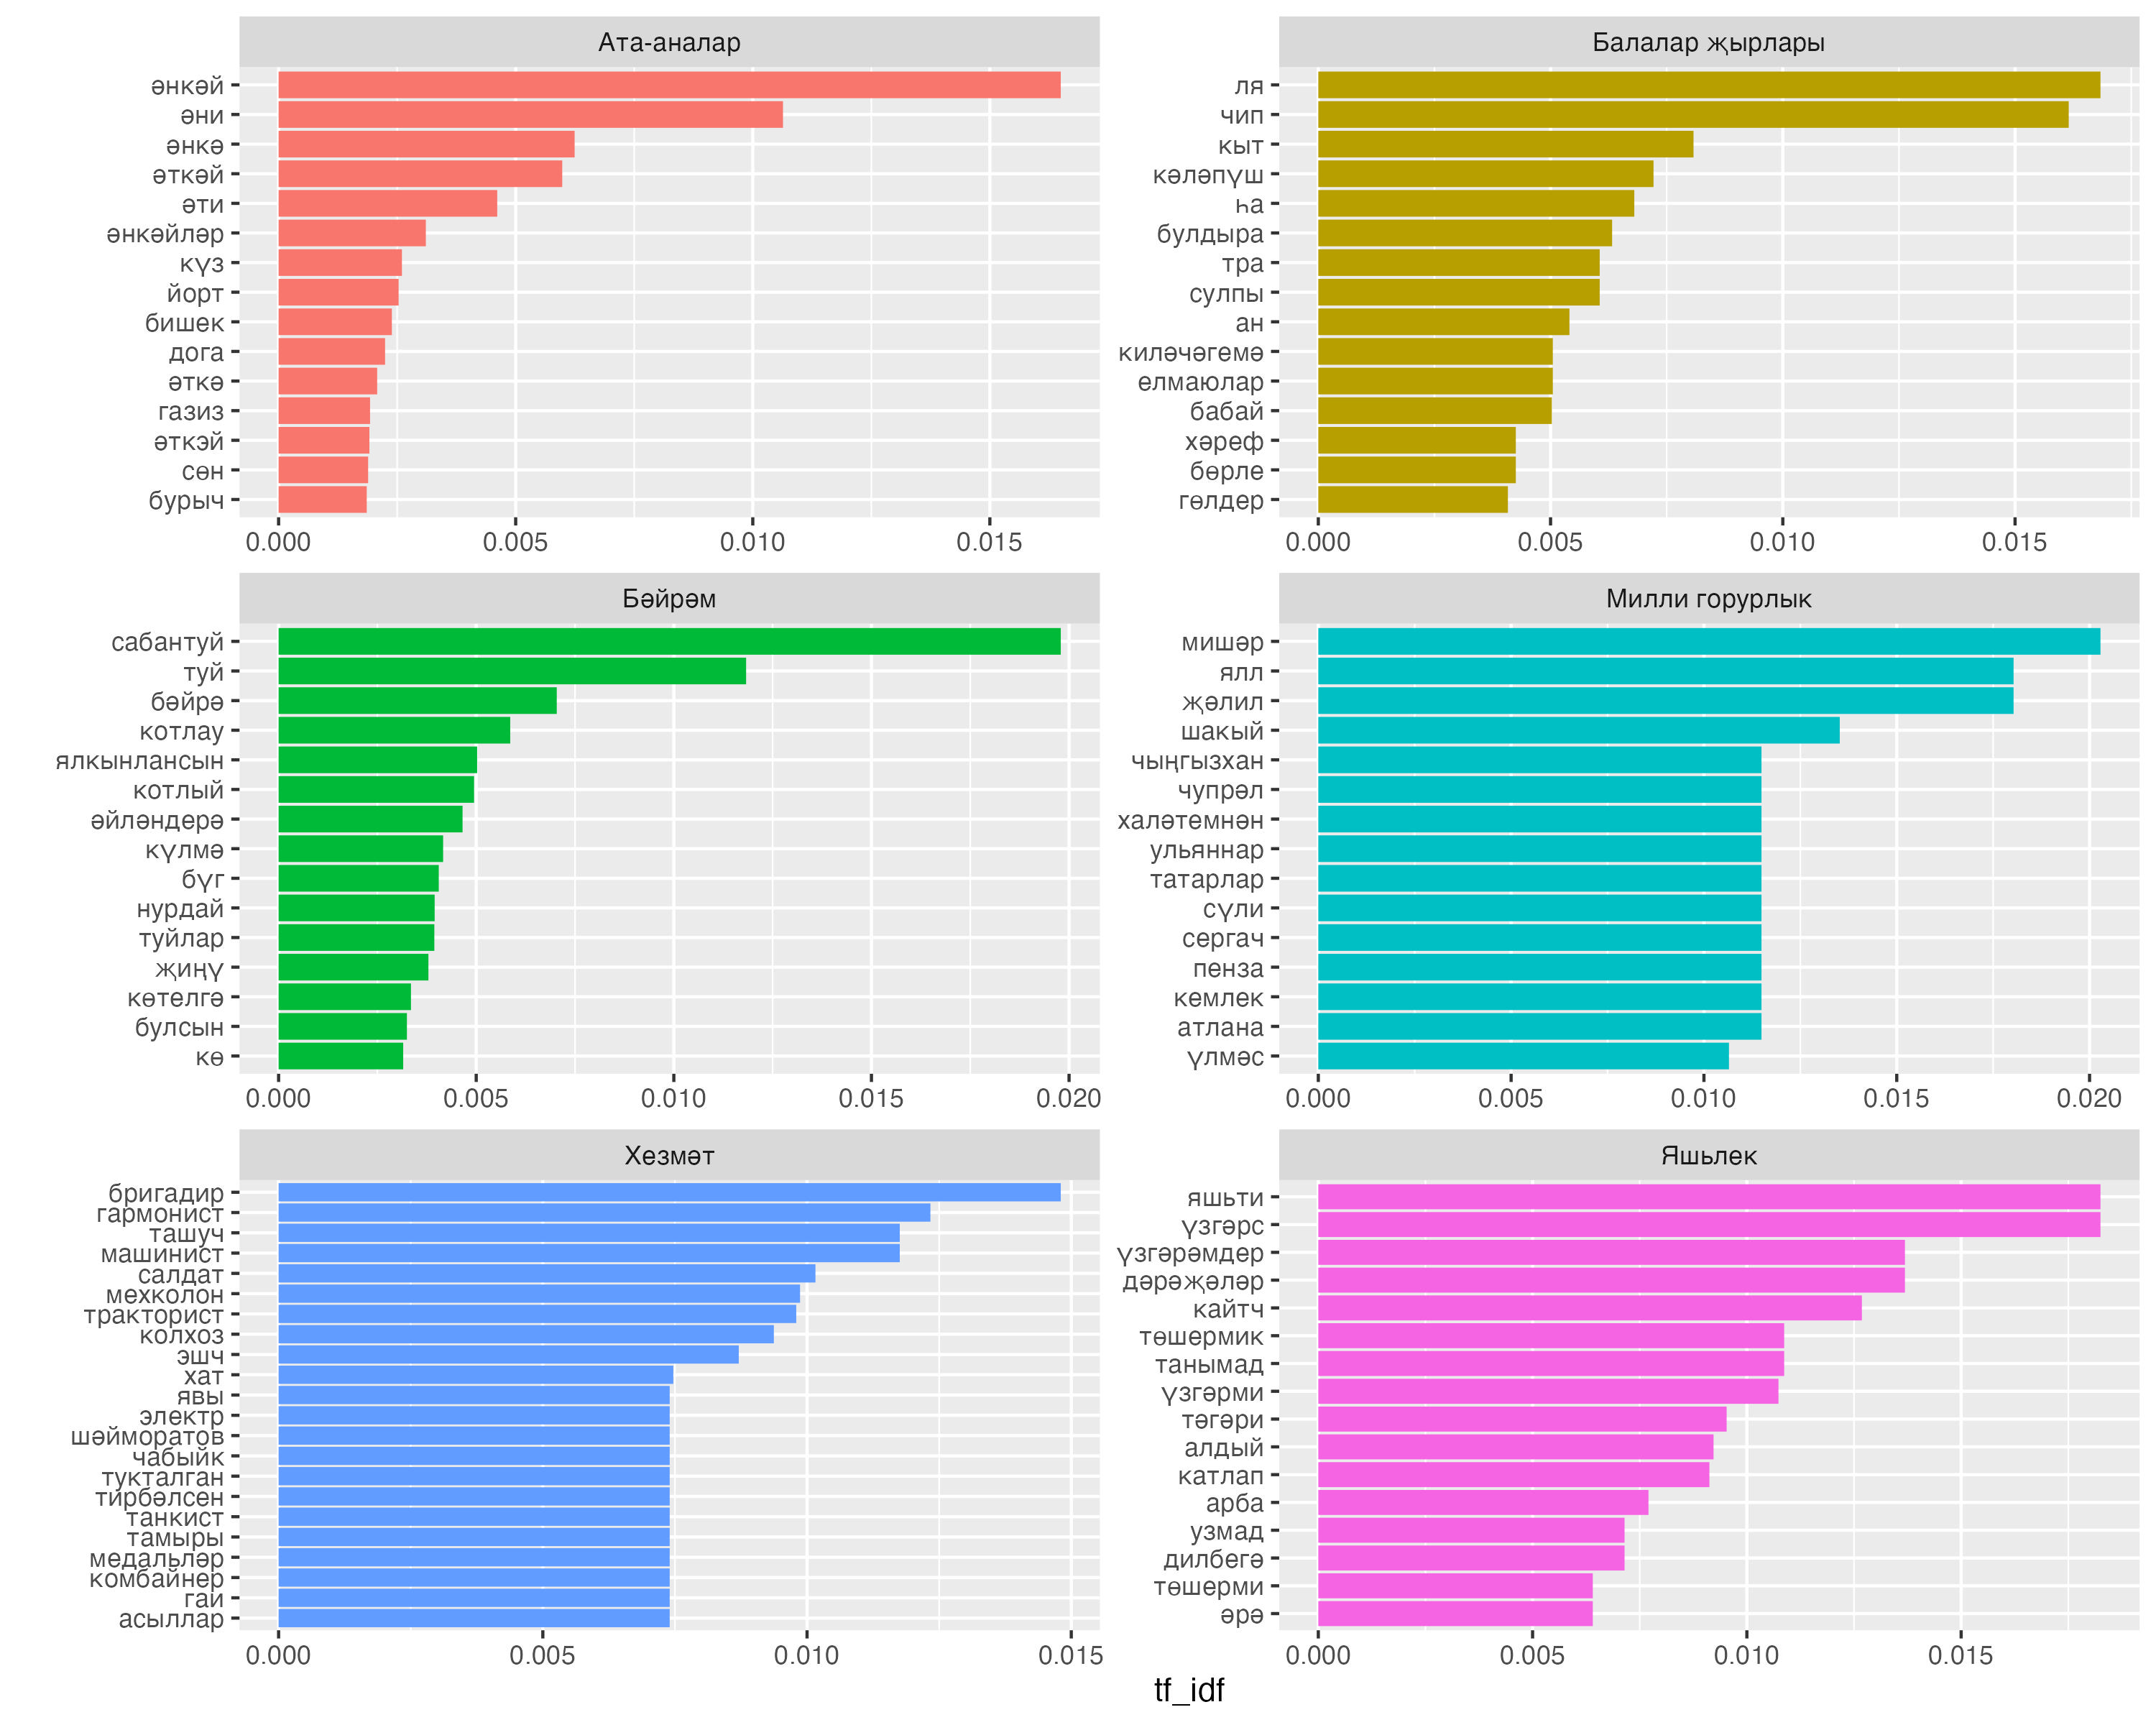 Ата-аналар
әнкәй
әни
әнкә
әткәй
әти
әнкәйләр
күз
йорт
бишек
дога
әткә
газиз
әткэй
сөн
бурыч
0.000 0.005 0.010 0.015
Балалар җырлары
ля
чип
кыт
кәләпүш
һа
булдыра
тра
сулпы
ан
киләчәгемә
елмаюлар
бабай
хәреф
бөрле
гөлдер
0.000 0.005 0.010 0.015
Бәйрәм
сабантуй
туй
бәйрә
котлау
ялкынлансын
котлый
әйләндерә
күлмә
бүг
нурдай
туйлар
җиңү
көтелгә
булсын
кө
0.000 0.005 0.010 0.015 0.020
Милли горурлык
мишәр
ялл
җәлил
шакый
чыңгызхан
чупрәл
халәтемнән
ульяннар
татарлар
сүли
сергач
пенза
кемлек
атлана
үлмәс
0.000 0.005 0.010 0.015 0.020
Хезмәт
бригадир
гармонист
ташуч
машинист
салдат
мехколон
тракторист
колхоз
эшч
хат
явы
электр
шәйморатов
чабыйк
тукталган
тирбәлсен
танкист
тамыры
медальләр
комбайнер
гаи
асыллар
0.000 0.005 0.010 0.015
Яшьлек
яшьти
үзгәрс
үзгәрәмдер
дәрәҗәләр
кайтч
төшермик
танымад
үзгәрми
тәгәри
алдый
катлап
арба
узмад
дилбегә
төшерми
әрә
0.000 0.005 0.010 0.015
tf_idf